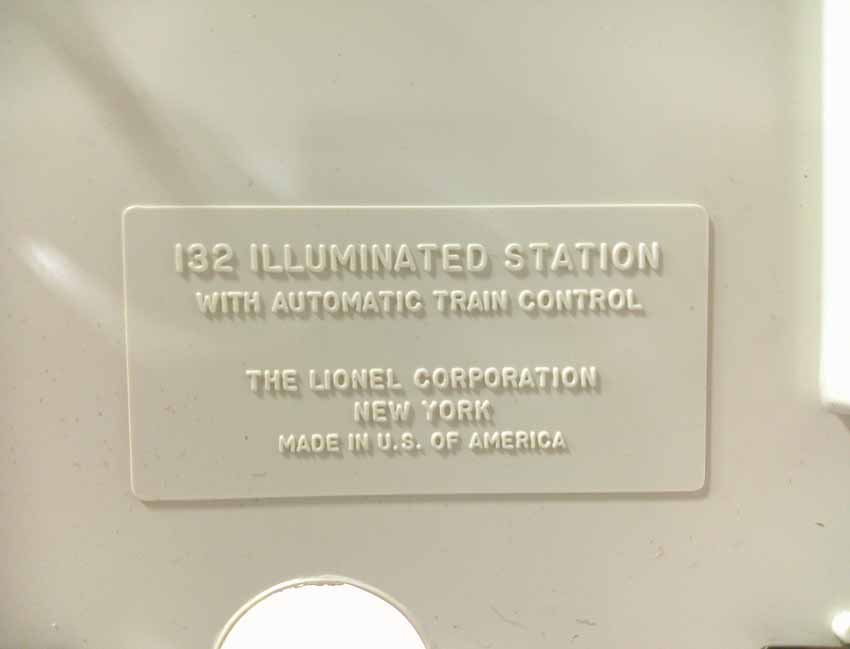 132 ILLUMINATED STATION
WITH AUTOMATIC TRAIN CONTROL
THE LIONEL CORPORATION
NEW YORK
MADE IN U.S. OF AMERICA